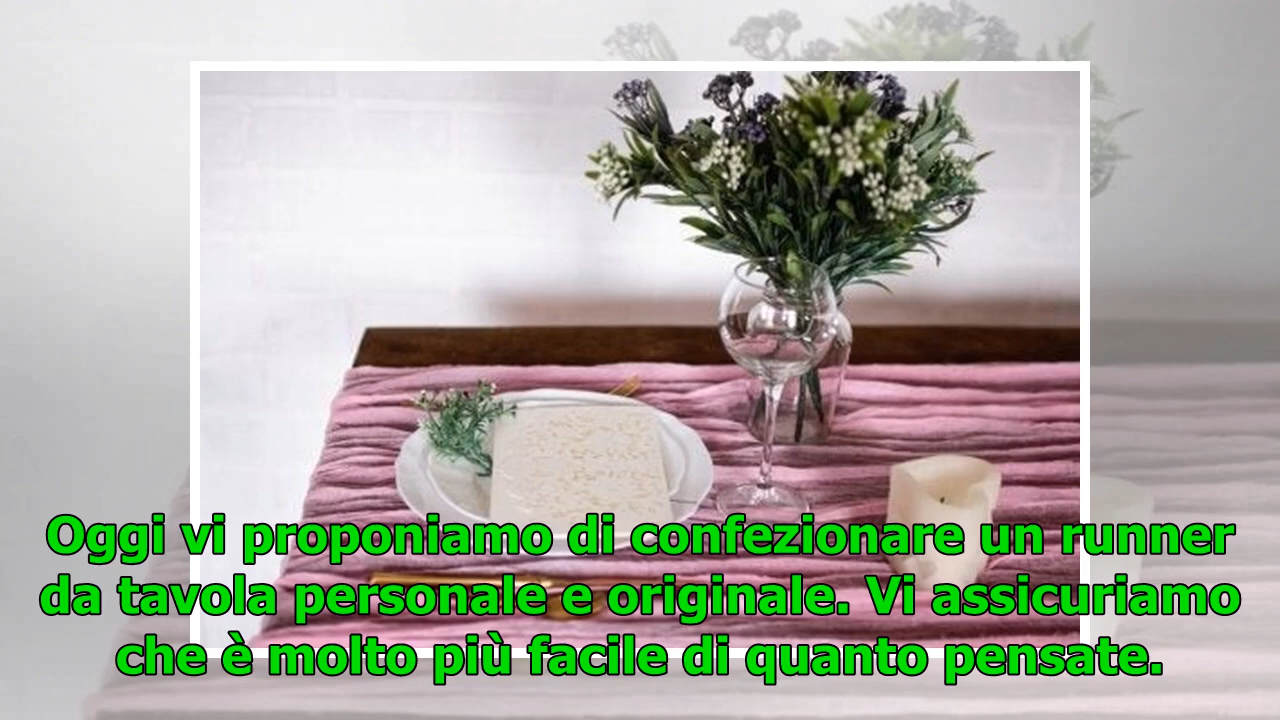 Oggi vi proponiamo di confezionare un runner
da tavola personale e originale. Vi assicuriamo
che è molto più facile di quanto pensate.